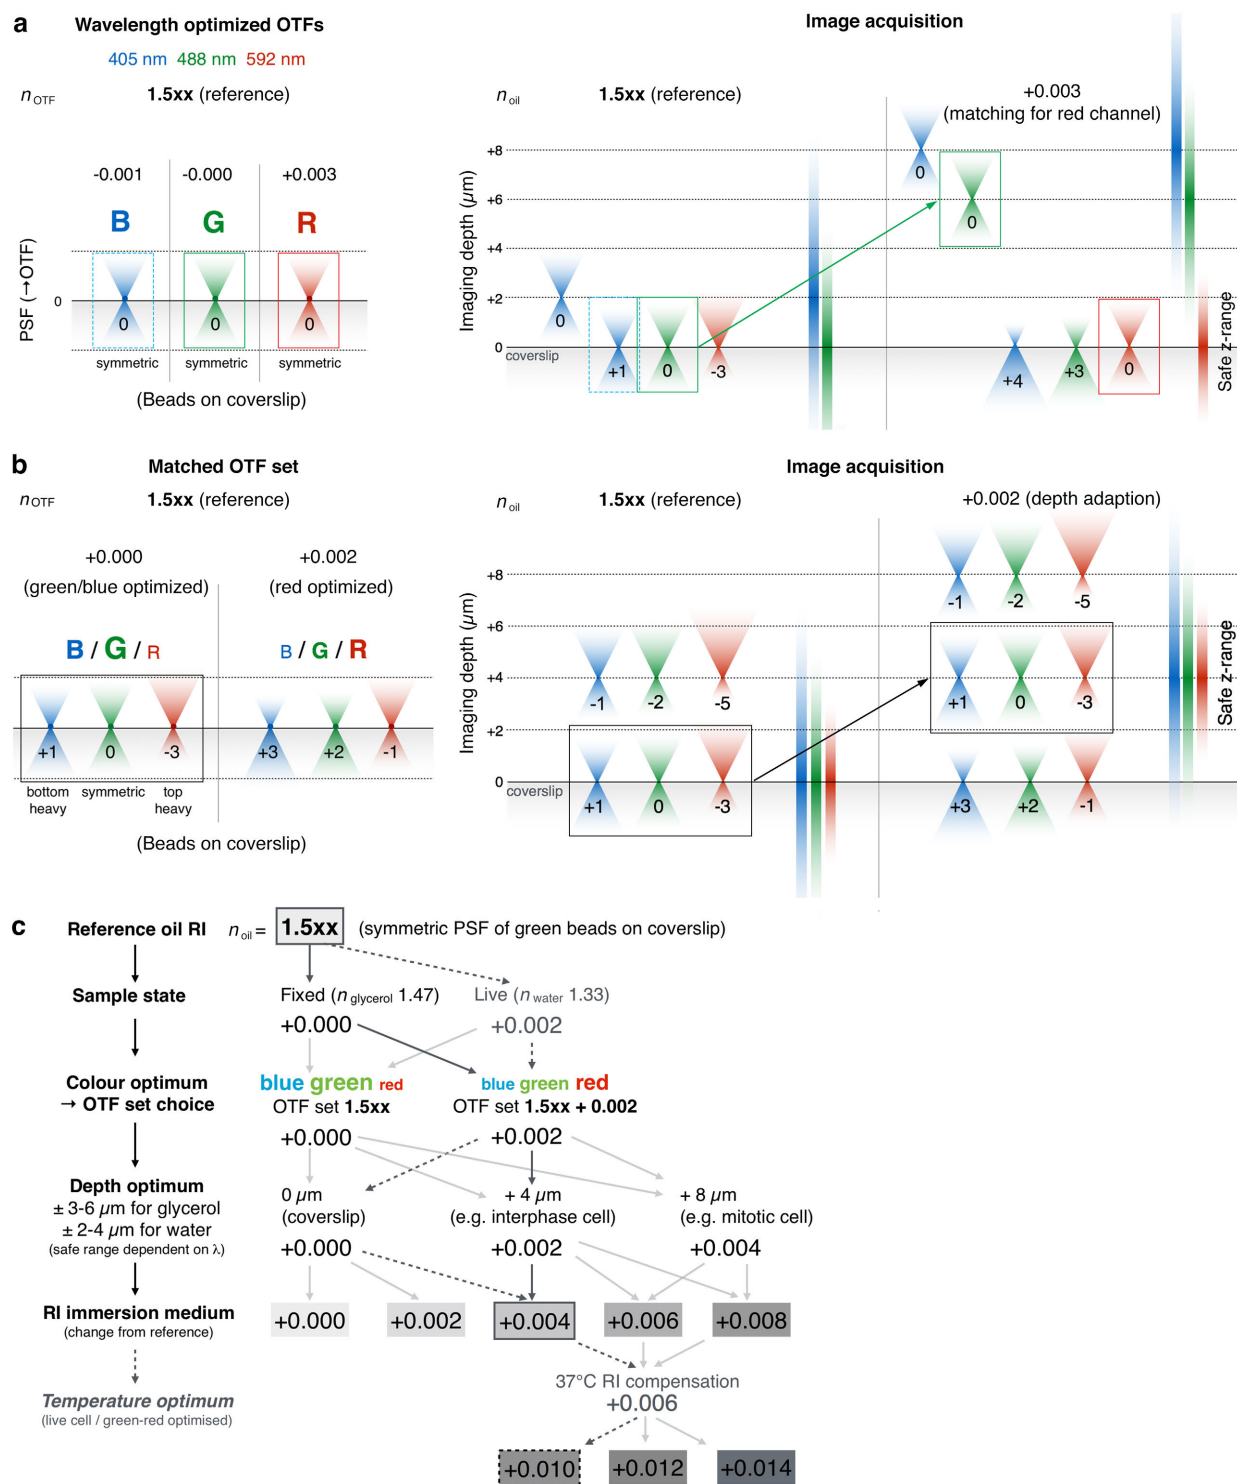 a
Wavelength optimized OTFs
405 nm 488 nm 592 nm
n OTF 1.5xx (reference)
-0.001 -0.000 +0.003
B G R
PSF (→OTF)
0
0 0 0
symmetric symmetric symmetric
(Beads on coverslip)
Image acquisition
n oil 1.5xx (reference)
+0.003
(matching for red channel)
Imaging depth (µm)
+8
+6
+4
+2
0
coverslip
0
+1 0 -3
0
0
+4 +3 0
Safe z-range
b
Matched OTF set
n OTF 1.5xx (reference)
+0.000 +0.002
(green/blue optimized) (red optimized)
B / G / R B / G / R
+1 0 -3 +3 +2 -1
bottom heavy symmetric top heavy
(Beads on coverslip)
Image acquisition
n oil 1.5xx (reference) +0.002 (depth adaption)
Imaging depth (µm)
+8
+6
+4
+2
0
coverslip
-1 -2 -5
+1 0 -3
-1 -2 -5
+1 0 -3
+3 +2 -1
Safe z-range
c
Reference oil RI n oil = 1.5xx (symmetric PSF of green beads on coverslip)
Sample state Fixed (n glycerol 1.47) Live (n water 1.33)
+0.000 +0.002
Colour optimum blue green red blue green red
→ OTF set choice OTF set 1.5xx OTF set 1.5xx + 0.002
+0.000 +0.002
Depth optimum 0 µm + 4 µm + 8 µm
± 3-6 µm for glycerol (coverslip) (e.g. interphase cell) (e.g. mitotic cell)
± 2-4 µm for water
(safe range dependent on λ) +0.000 +0.002 +0.004
RI immersion medium +0.000 +0.002 +0.004 +0.006 +0.008
(change from reference)
37°C RI compensation
Temperature optimum +0.006
(live cell / green-red optimised)
+0.010 +0.012 +0.014